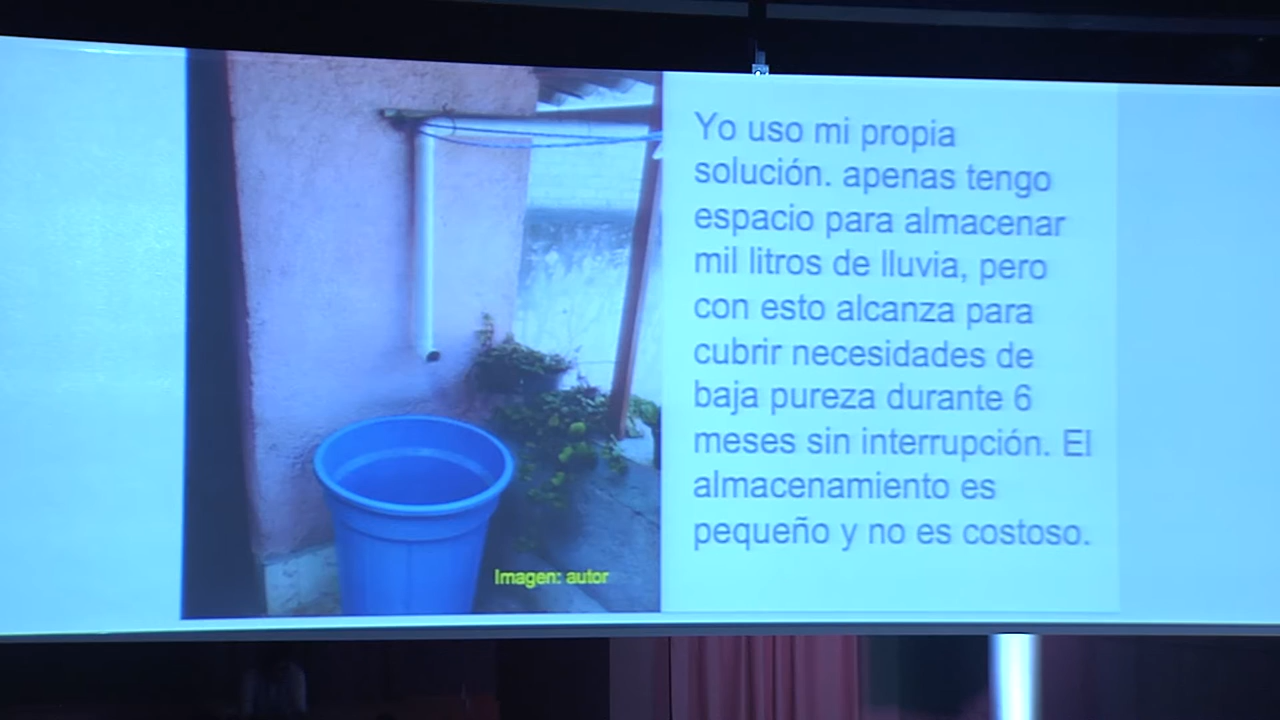 Yo uso mi propia
solución. apenas tengo
espacio para almacenar
mil litros de lluvia, pero
con esto alcanza para
cubrir necesidades de
baja pureza durante 6
meses sin interrupción. El
almacenamiento es
pequeño y no es costoso.
Imagen: autor